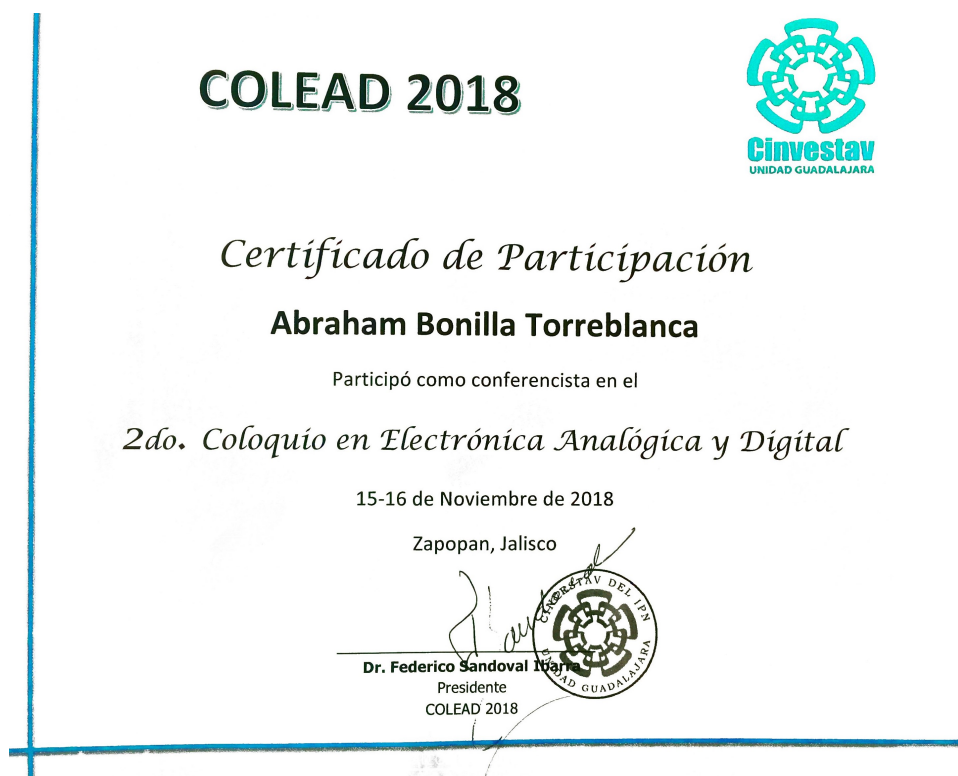 COLEAD 2018
Cinvestav
UNIDAD GUADALAJARA
Certificado de Participación
Abraham Bonilla Torreblanca
Participó como conferencista en el
2do. Coloquio en Electrónica Analógica y Digital
15-16 de Noviembre de 2018
Zapopan, Jalisco
CINVESTAV DEL IPN
UNIDAD GUADALAJARA
Dr. Federico Sandoval Ibarra
Presidente
COLEAD 2018